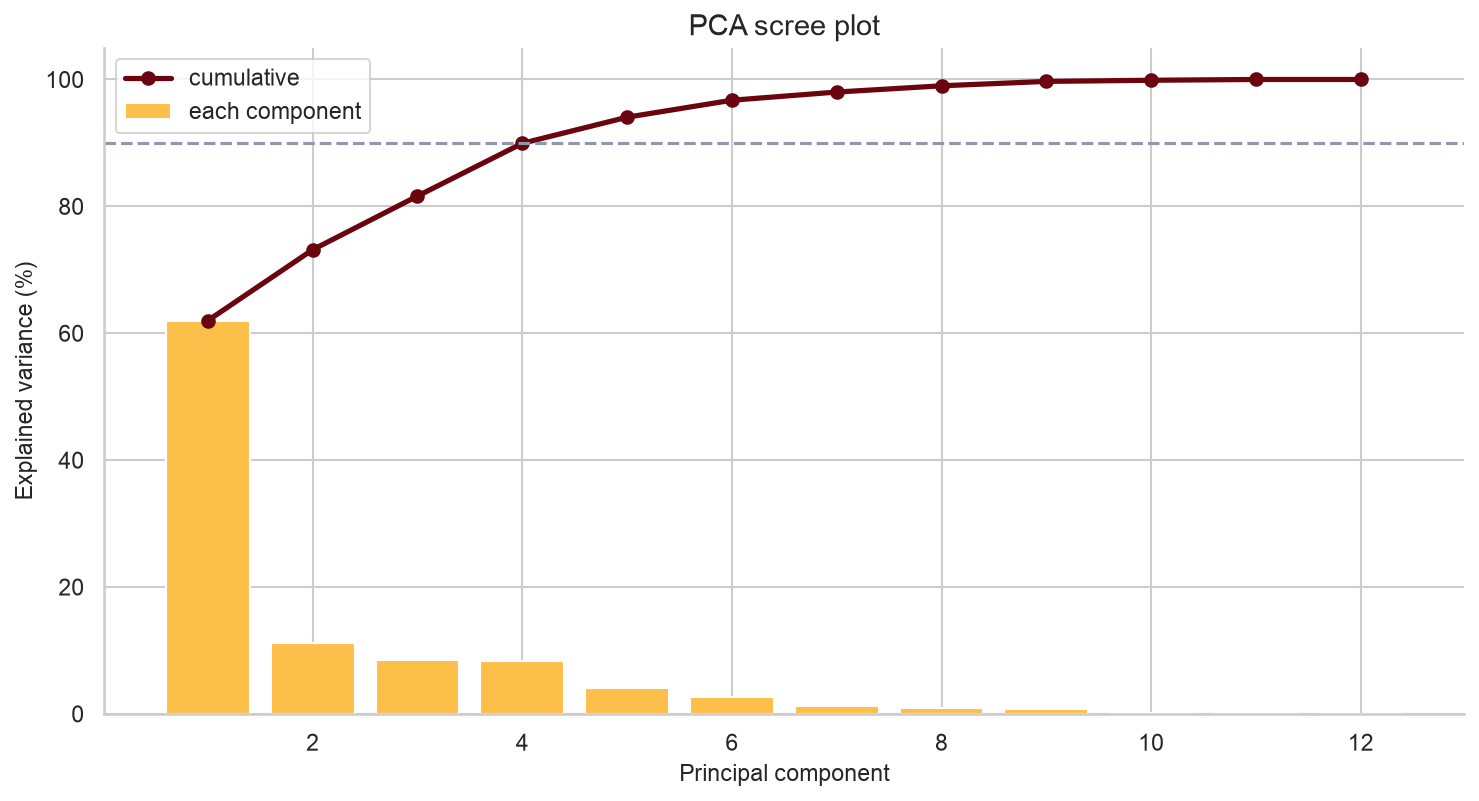 PCA scree plot
cumulative
each component
Explained variance (%)
100
80
60
40
20
0
2 4 6 8 10 12
Principal component